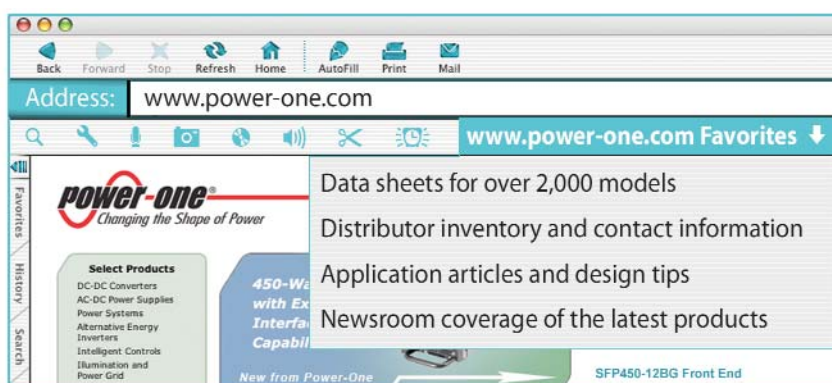 Back Forward Stop Refresh Home AutoFill Print Mail
Address: www.power-one.com
www.power-one.com Favorites
Favorites
History
Search
power-one®
Changing the Shape of Power
Data sheets for over 2,000 models
Distributor inventory and contact information
Application articles and design tips
Newsroom coverage of the latest products
Select Products
DC-DC Converters
AC-DC Power Supplies
Power Systems
Alternative Energy
Inverters
Intelligent Controls
Illumination and
Power Grid
450-Wa
with Ex
Interfa
Capabil
New from Power-One
SFP450-12BG Front End